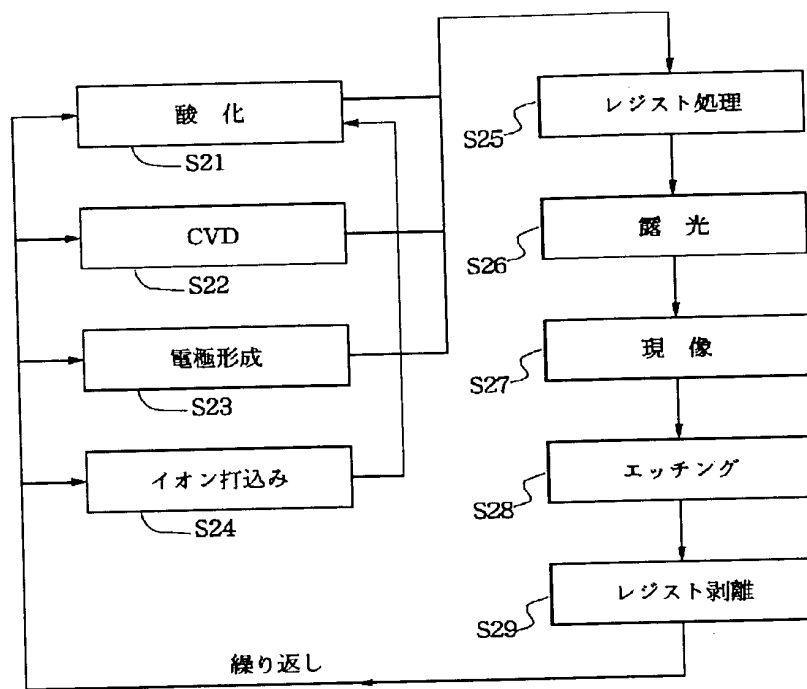 酸 化
S21
CVD
S22
電極形成
S23
イオン打込み
S24
レジスト処理
S25
露 光
S26
現 像
S27
エッチング
S28
レジスト剥離
S29
繰り返し